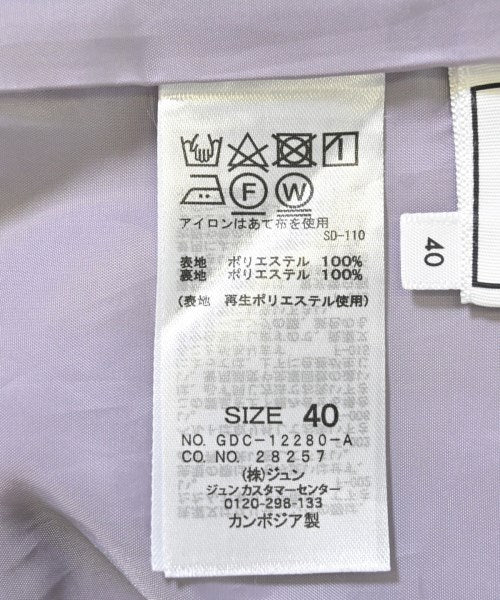 F W
アイロンはあて布を使用
SD-110
表地 ポリエステル 100%
裏地 ポリエステル 100%
(表地 再生ポリエステル使用)
SIZE 40
NO. GDC-12280-A
CO. NO. 28257
(株)ジュン
ジュン カスタマーセンター
0120-298-133
カンボジア製
40